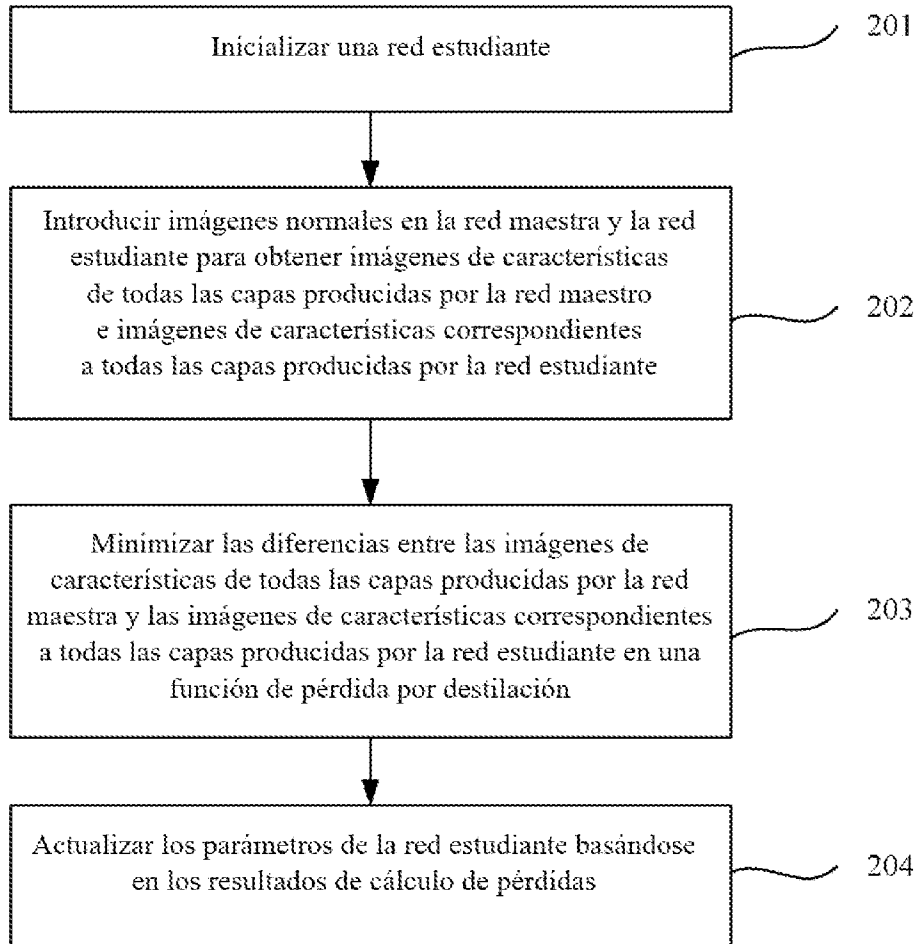 Inicializar una red estudiante
201
Introducir imágenes normales en la red maestra y la red
estudiante para obtener imágenes de características
de todas las capas producidas por la red maestro
e imágenes de características correspondientes
a todas las capas producidas por la red estudiante
202
Minimizar las diferencias entre las imágenes de
características de todas las capas producidas por la red
maestra y las imágenes de características correspondientes
a todas las capas producidas por la red estudiante en una
función de pérdida por destilación
203
Actualizar los parámetros de la red estudiante basándose
en los resultados de cálculo de pérdidas
204